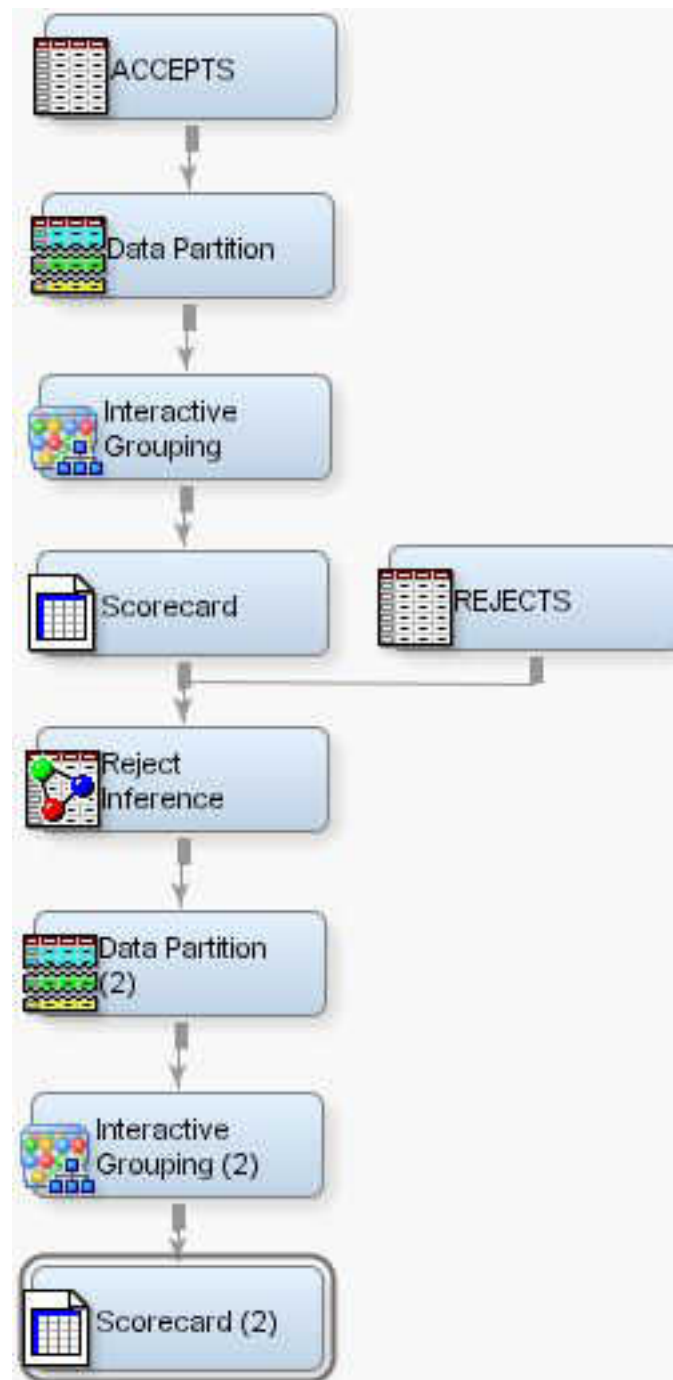 ACCEPTS
Data Partition
Interactive
Grouping
Scorecard
REJECTS
Reject
Inference
Data Partition
(2)
Interactive
Grouping (2)
Scorecard (2)